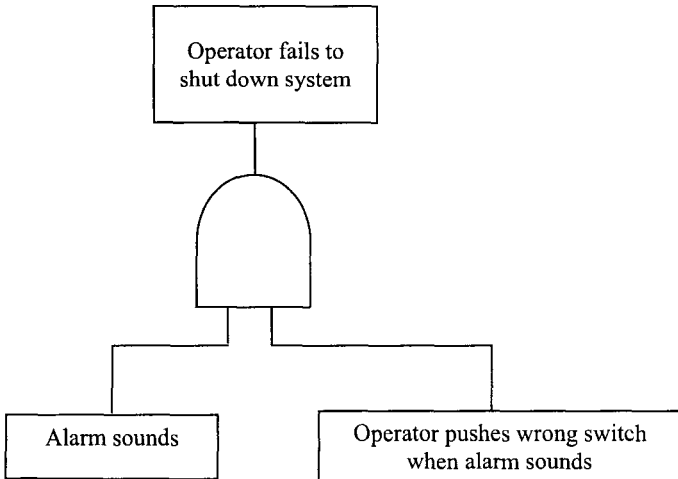 Operator fails to
shut down system
Alarm sounds
Operator pushes wrong switch
when alarm sounds